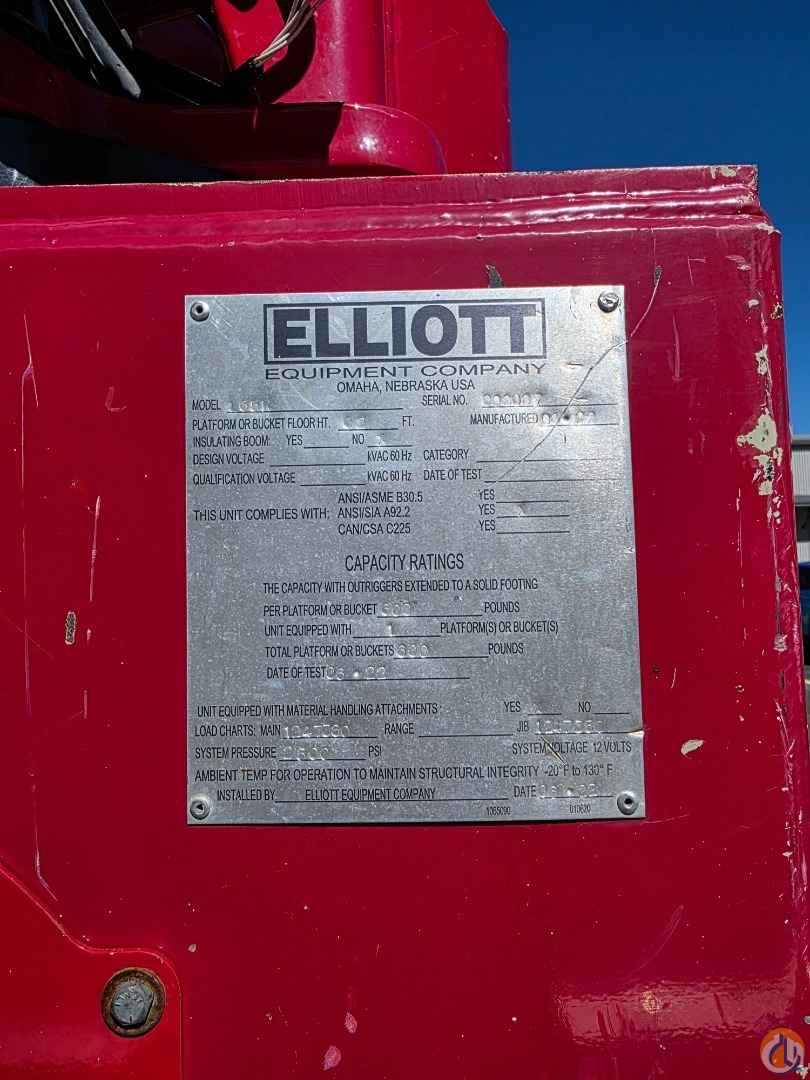 ELLIOTT
EQUIPMENT COMPANY
OMAHA, NEBRASKA USA
MODEL SERIAL NO.
PLATFORM OR BUCKET FLOOR HT. FT. MANUFACTURED
INSULATING BOOM: YES NO
DESIGN VOLTAGE KVAC 60 Hz CATEGORY
QUALIFICATION VOLTAGE KVAC 60 Hz DATE OF TEST
ANSI/ASME B30.5 YES
THIS UNIT COMPLIES WITH: ANSI/SIA A92.2 YES
CAN/CSA C225 YES
CAPACITY RATINGS
THE CAPACITY WITH OUTRIGGERS EXTENDED TO A SOLID FOOTING
PER PLATFORM OR BUCKET POUNDS
UNIT EQUIPPED WITH 1 PLATFORM(S) OR BUCKET(S)
TOTAL PLATFORM OR BUCKETS POUNDS
DATE OF TEST
UNIT EQUIPPED WITH MATERIAL HANDLING ATTACHMENTS : YES NO
LOAD CHARTS: MAIN RANGE JIB
SYSTEM PRESSURE PSI SYSTEM VOLTAGE 12 VOLTS
AMBIENT TEMP FOR OPERATION TO MAINTAIN STRUCTURAL INTEGRITY -20°F to 130° F
INSTALLED BY ELLIOTT EQUIPMENT COMPANY DATE
1065090 010620